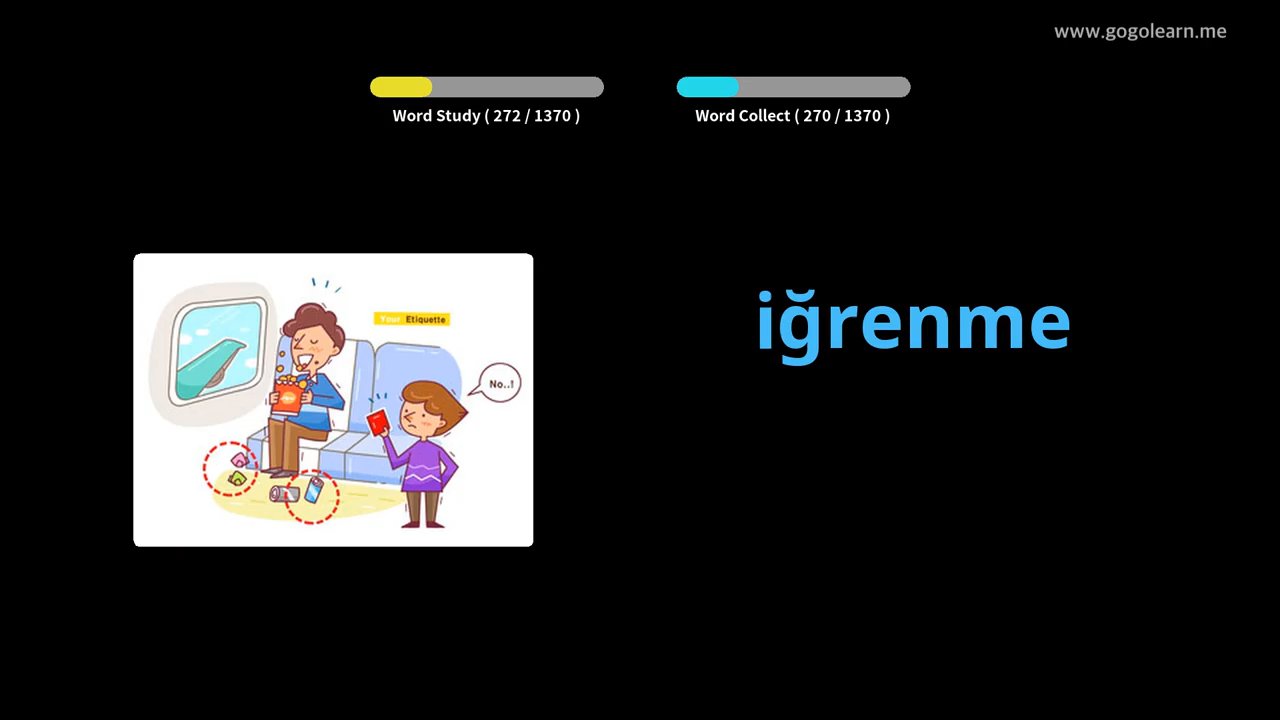 www.gogolearn.me
Word Study ( 272 / 1370 )
Word Collect ( 270 / 1370 )
Your Etiquette
No..!
iğrenme